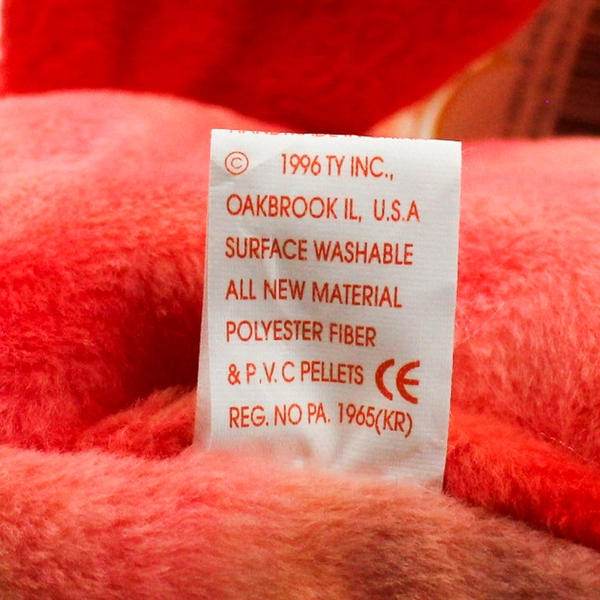 © 1996 TY INC.,
OAKBROOK IL, U.S.A
SURFACE WASHABLE
ALL NEW MATERIAL
POLYESTER FIBER
& P.V.C PELLETS CE
REG. NO PA. 1965(KR)